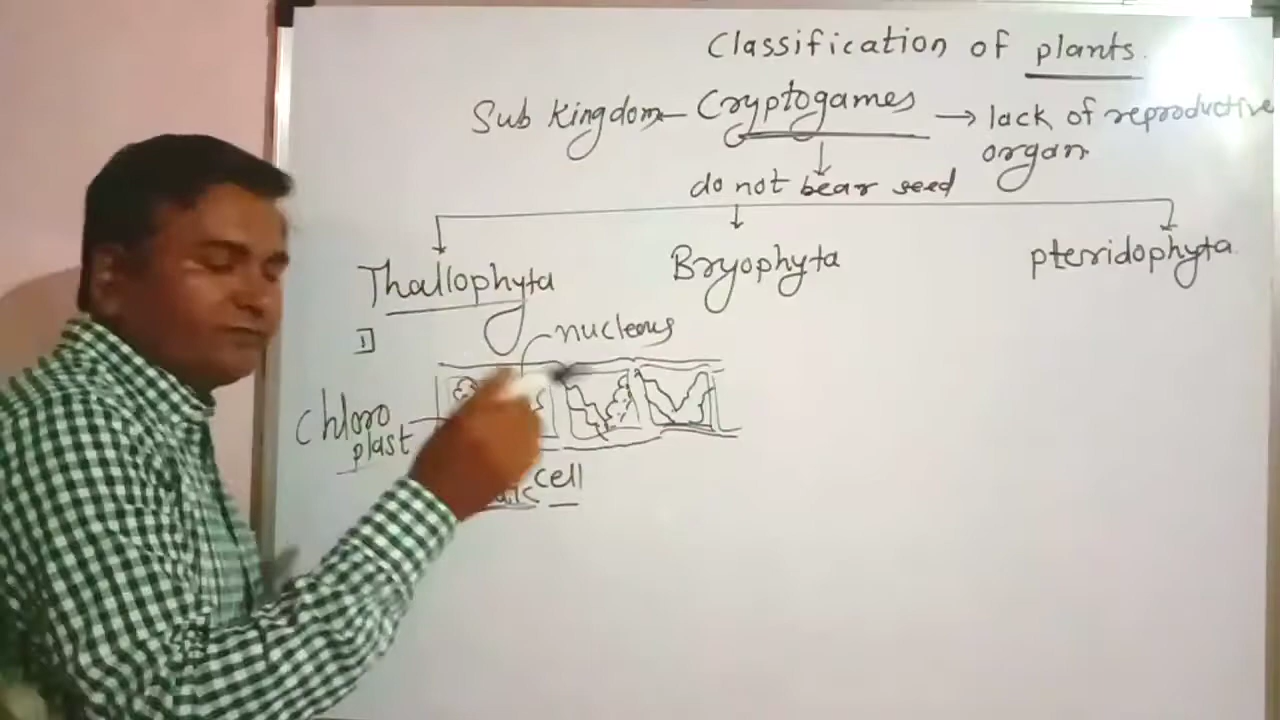 Classification of plants.
Sub Kingdom - Cryptogames → lack of reproductive
organ
↓
do not bear seed
Thallophyta
Bryophyta
pteridophyta
1
nucleous
chloro
plast
cell